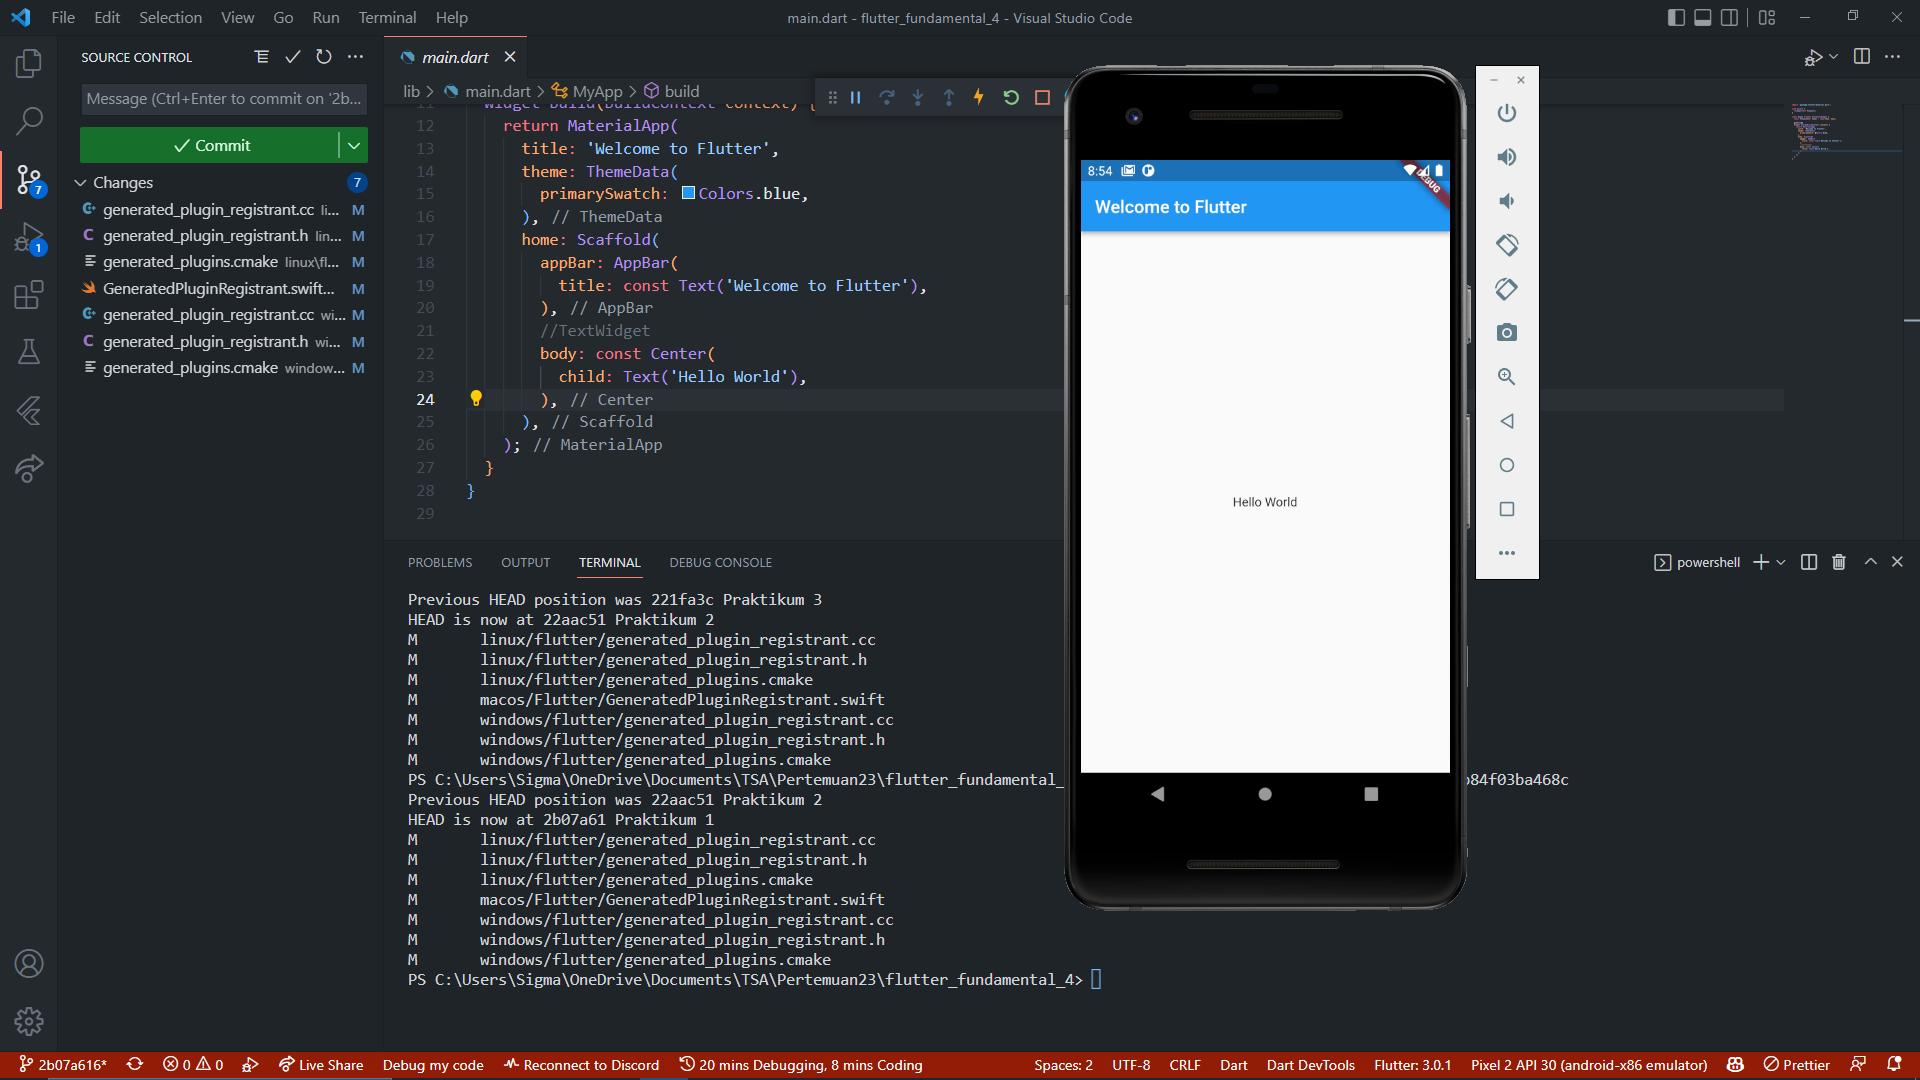 File Edit Selection View Go Run Terminal Help
main.dart - flutter_fundamental_4 - Visual Studio Code
SOURCE CONTROL
Message (Ctrl+Enter to commit on '2b...
Commit
Changes 7
generated_plugin_registrant.cc li... M
generated_plugin_registrant.h lin... M
generated_plugins.cmake linux\fl... M
GeneratedPluginRegistrant.swift... M
generated_plugin_registrant.cc wi... M
generated_plugin_registrant.h wi... M
generated_plugins.cmake window... M
7
1
main.dart
lib > main.dart > MyApp > build
11 Widget build(BuildContext context) {
12 return MaterialApp(
13 title: 'Welcome to Flutter',
14 theme: ThemeData(
15 primarySwatch: Colors.blue,
16 ), // ThemeData
17 home: Scaffold(
18 appBar: AppBar(
19 title: const Text('Welcome to Flutter'),
20 ), // AppBar
21 //TextWidget
22 body: const Center(
23 child: Text('Hello World'),
24 ), // Center
25 ), // Scaffold
26 ); // MaterialApp
27 }
28 }
29
8:54
DEBUG
Welcome to Flutter
Hello World
PROBLEMS OUTPUT TERMINAL DEBUG CONSOLE
powershell
Previous HEAD position was 221fa3c Praktikum 3
HEAD is now at 22aac51 Praktikum 2
M linux/flutter/generated_plugin_registrant.cc
M linux/flutter/generated_plugin_registrant.h
M linux/flutter/generated_plugins.cmake
M macos/Flutter/GeneratedPluginRegistrant.swift
M windows/flutter/generated_plugin_registrant.cc
M windows/flutter/generated_plugin_registrant.h
M windows/flutter/generated_plugins.cmake
PS C:\Users\Sigma\OneDrive\Documents\TSA\Pertemuan23\flutter_fundamental_ b84f03ba468c
Previous HEAD position was 22aac51 Praktikum 2
HEAD is now at 2b07a61 Praktikum 1
M linux/flutter/generated_plugin_registrant.cc
M linux/flutter/generated_plugin_registrant.h
M linux/flutter/generated_plugins.cmake
M macos/Flutter/GeneratedPluginRegistrant.swift
M windows/flutter/generated_plugin_registrant.cc
M windows/flutter/generated_plugin_registrant.h
M windows/flutter/generated_plugins.cmake
PS C:\Users\Sigma\OneDrive\Documents\TSA\Pertemuan23\flutter_fundamental_4>
2b07a616* 0 0 Live Share Debug my code Reconnect to Discord 20 mins Debugging, 8 mins Coding Spaces: 2 UTF-8 CRLF Dart Dart DevTools Flutter: 3.0.1 Pixel 2 API 30 (android-x86 emulator) Prettier